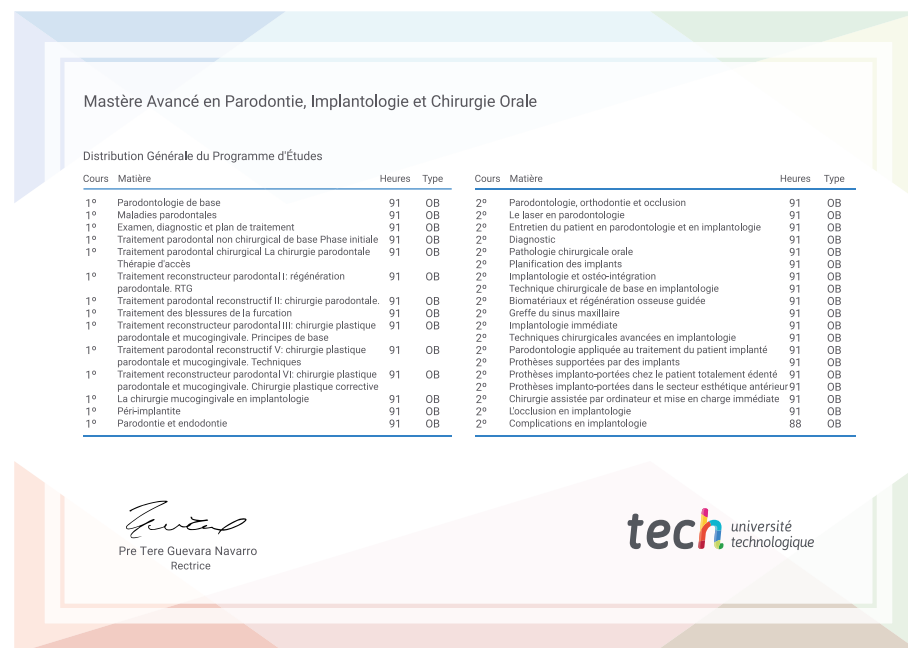 Mastère Avancé en Parodontie, Implantologie et Chirurgie Orale
Distribution Générale du Programme d'Études
Cours Matière Heures Type
1º Parodontologie de base 91 OB
1º Maladies parodontales 91 OB
1º Examen, diagnostic et plan de traitement 91 OB
1º Traitement parodontal non chirurgical de base Phase initiale 91 OB
1º Traitement parodontal chirurgical La chirurgie parodontale 91 OB
Thérapie d'accès
1º Traitement reconstructeur parodontal I: régénération 91 OB
parodontale. RTG
1º Traitement parodontal reconstructif II: chirurgie parodontale. 91 OB
1º Traitement des blessures de la furcation 91 OB
1º Traitement reconstructeur parodontal III: chirurgie plastique 91 OB
parodontale et mucogingivale. Principes de base
1º Traitement parodontal reconstructif V: chirurgie plastique 91 OB
parodontale et mucogingivale. Techniques
1º Traitement reconstructeur parodontal VI: chirurgie plastique 91 OB
parodontale et mucogingivale. Chirurgie plastique corrective
1º La chirurgie mucogingivale en implantologie 91 OB
1º Péri-implantite 91 OB
1º Parodontie et endodontie 91 OB
Cours Matière Heures Type
2º Parodontologie, orthodontie et occlusion 91 OB
2º Le laser en parodontologie 91 OB
2º Entretien du patient en parodontologie et en implantologie 91 OB
2º Diagnostic 91 OB
2º Pathologie chirurgicale orale 91 OB
2º Planification des implants 91 OB
2º Implantologie et ostéo-intégration 91 OB
2º Technique chirurgicale de base en implantologie 91 OB
2º Biomatériaux et régénération osseuse guidée 91 OB
2º Greffe du sinus maxillaire 91 OB
2º Implantologie immédiate 91 OB
2º Techniques chirurgicales avancées en implantologie 91 OB
2º Parodontologie appliquée au traitement du patient implanté 91 OB
2º Prothèses supportées par des implants 91 OB
2º Prothèses implanto-portées chez le patient totalement édenté 91 OB
2º Prothèses implanto-portées dans le secteur esthétique antérieur 91 OB
2º Chirurgie assistée par ordinateur et mise en charge immédiate 91 OB
2º L'occlusion en implantologie 91 OB
2º Complications en implantologie 88 OB
Pre Tere Guevara Navarro
Rectrice
tech université
technologique